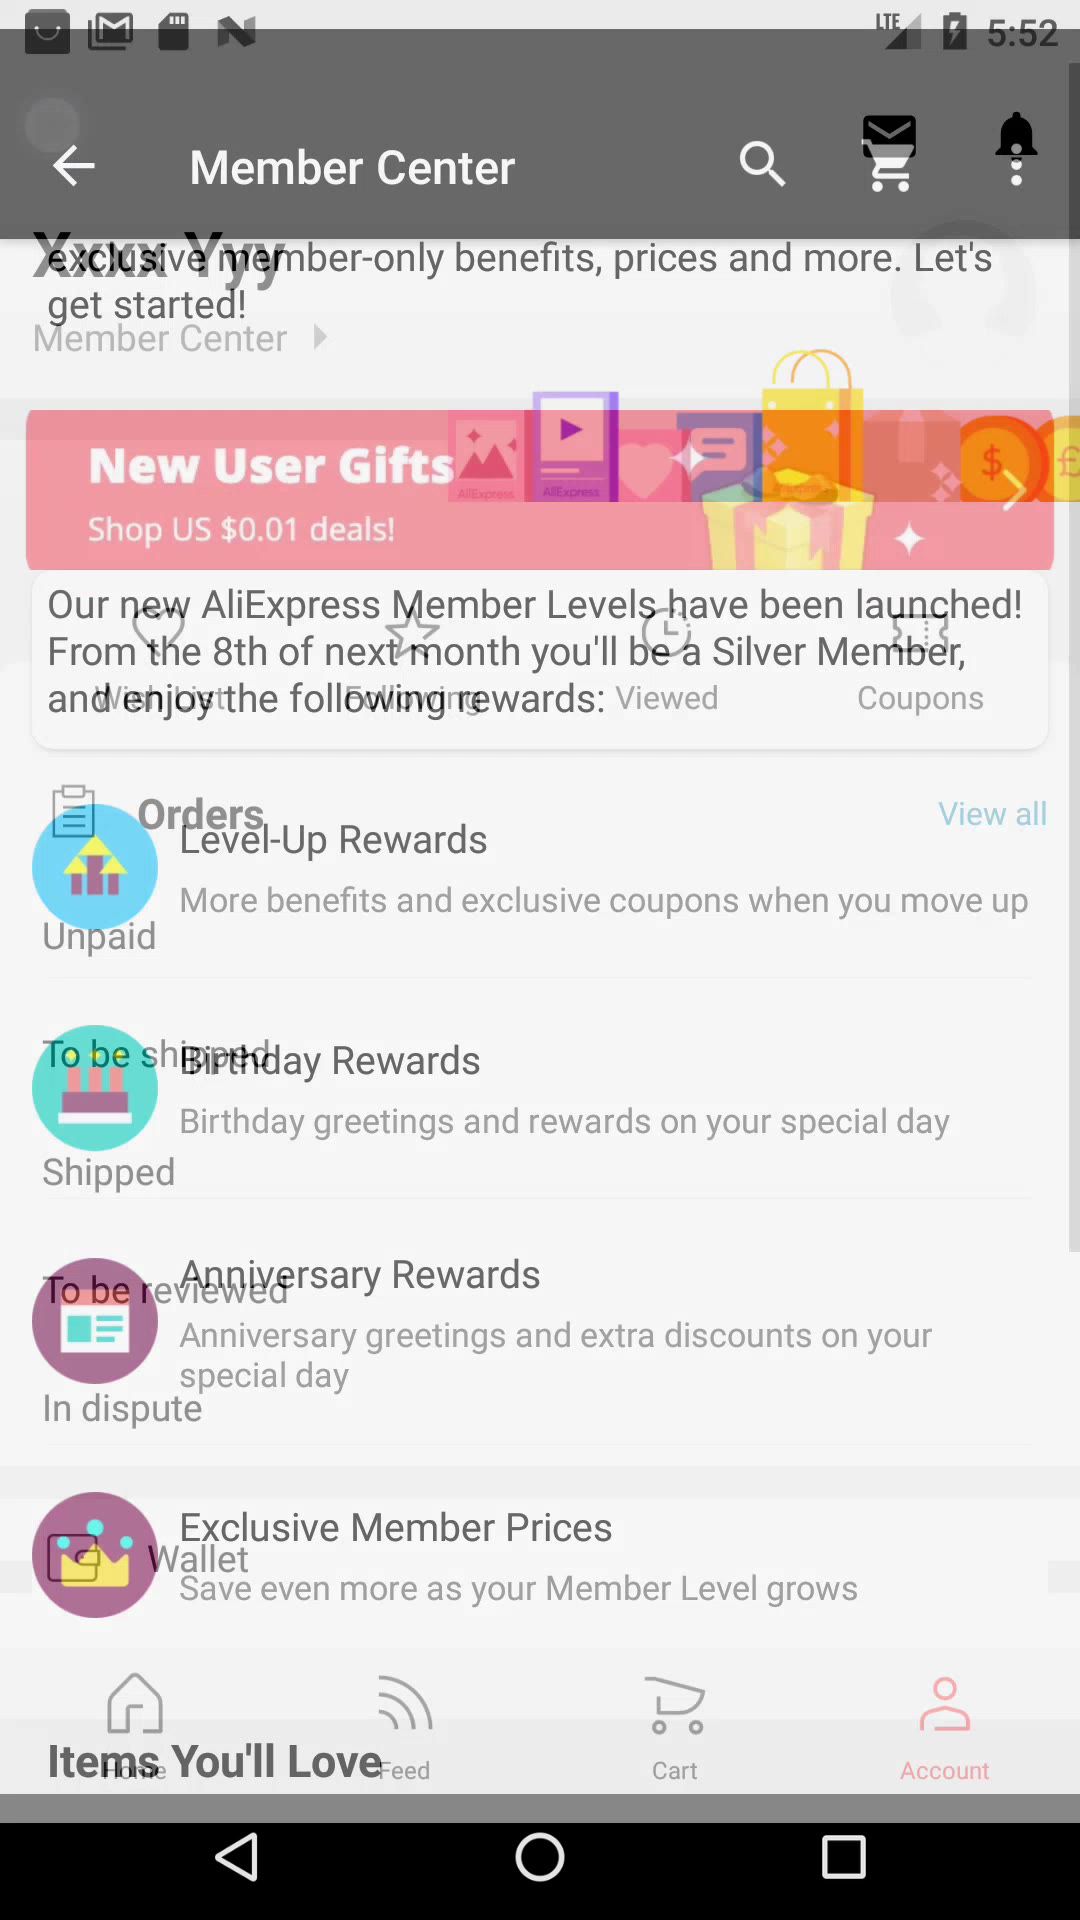 LTE 5:52
Member Center
Xxxx Yyy
exclusive member-only benefits, prices and more. Let's
get started!
Member Center
New User Gifts
AliExpress
AliExpress
Shop US $0.01 deals!
Our new AliExpress Member Levels have been launched!
From the 8th of next month you'll be a Silver Member,
and enjoy the following rewards:
Wish List
Following
Viewed
Coupons
Orders
View all
Level-Up Rewards
More benefits and exclusive coupons when you move up
Unpaid
To be shipped
Birthday Rewards
Birthday greetings and rewards on your special day
Shipped
Anniversary Rewards
To be reviewed
Anniversary greetings and extra discounts on your
special day
In dispute
Exclusive Member Prices
Wallet
Save even more as your Member Level grows
Items You'll Love
Home
Feed
Cart
Account